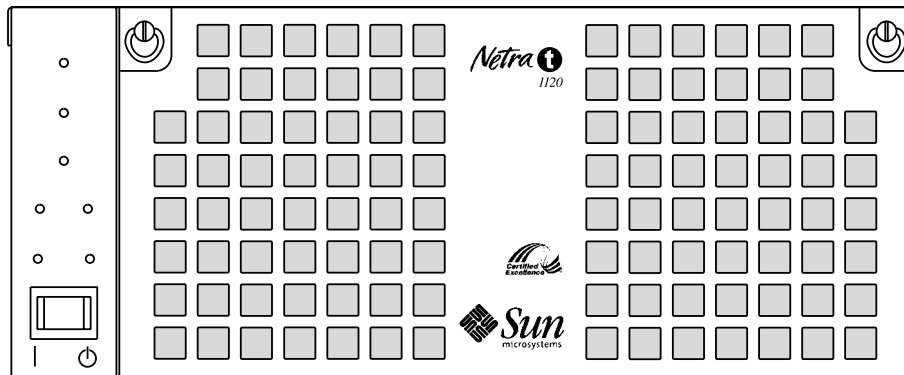 Netra t
1120
Certified
Excellence
Sun
microsystems